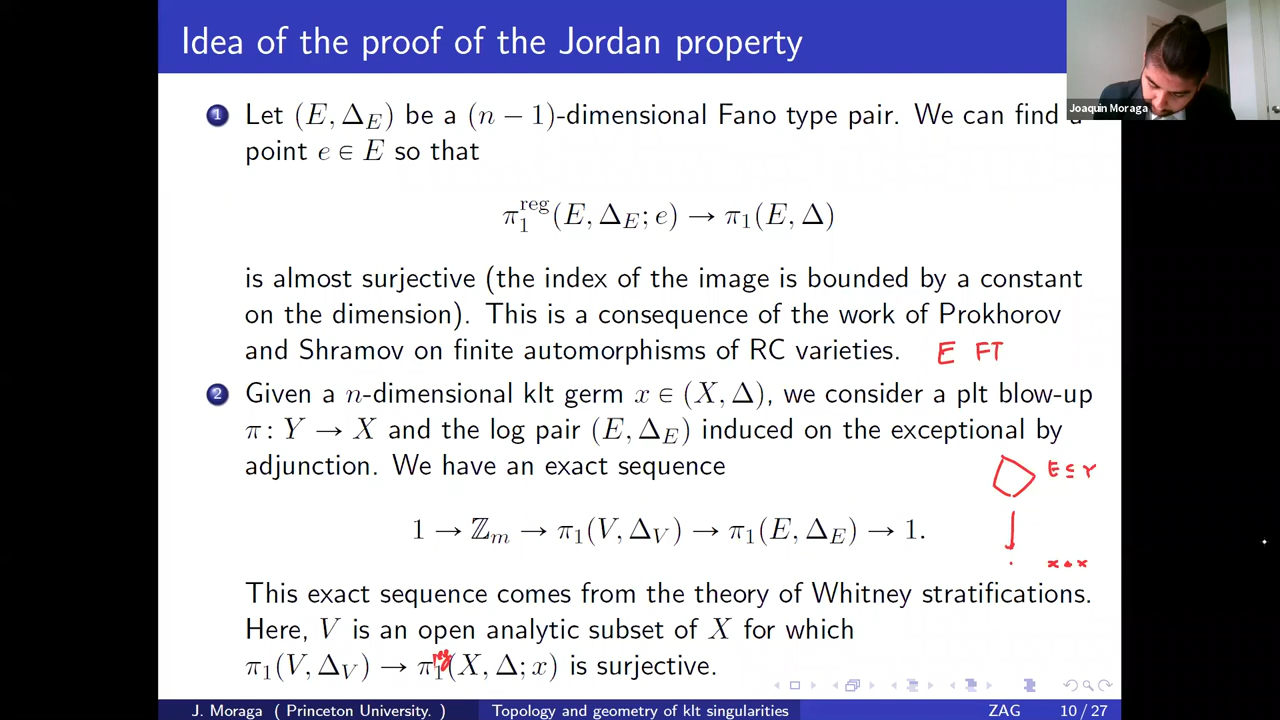 Idea of the proof of the Jordan property
Joaquin Moraga
1 Let (E, Δ_E) be a (n − 1)-dimensional Fano type pair. We can find a
point e ∈ E so that
π_1^reg(E, Δ_E; e) → π_1(E, Δ)
is almost surjective (the index of the image is bounded by a constant
on the dimension). This is a consequence of the work of Prokhorov
and Shramov on finite automorphisms of RC varieties. E FT
2 Given a n-dimensional klt germ x ∈ (X, Δ), we consider a plt blow-up
π: Y → X and the log pair (E, Δ_E) induced on the exceptional by
adjunction. We have an exact sequence
E ⊆ Y
1 → ℤ_m → π_1(V, Δ_V) → π_1(E, Δ_E) → 1.
This exact sequence comes from the theory of Whitney stratifications.
Here, V is an open analytic subset of X for which
π_1(V, Δ_V) → π_1^reg(X, Δ; x) is surjective.
J. Moraga ( Princeton University. ) Topology and geometry of klt singularities ZAG 10 / 27